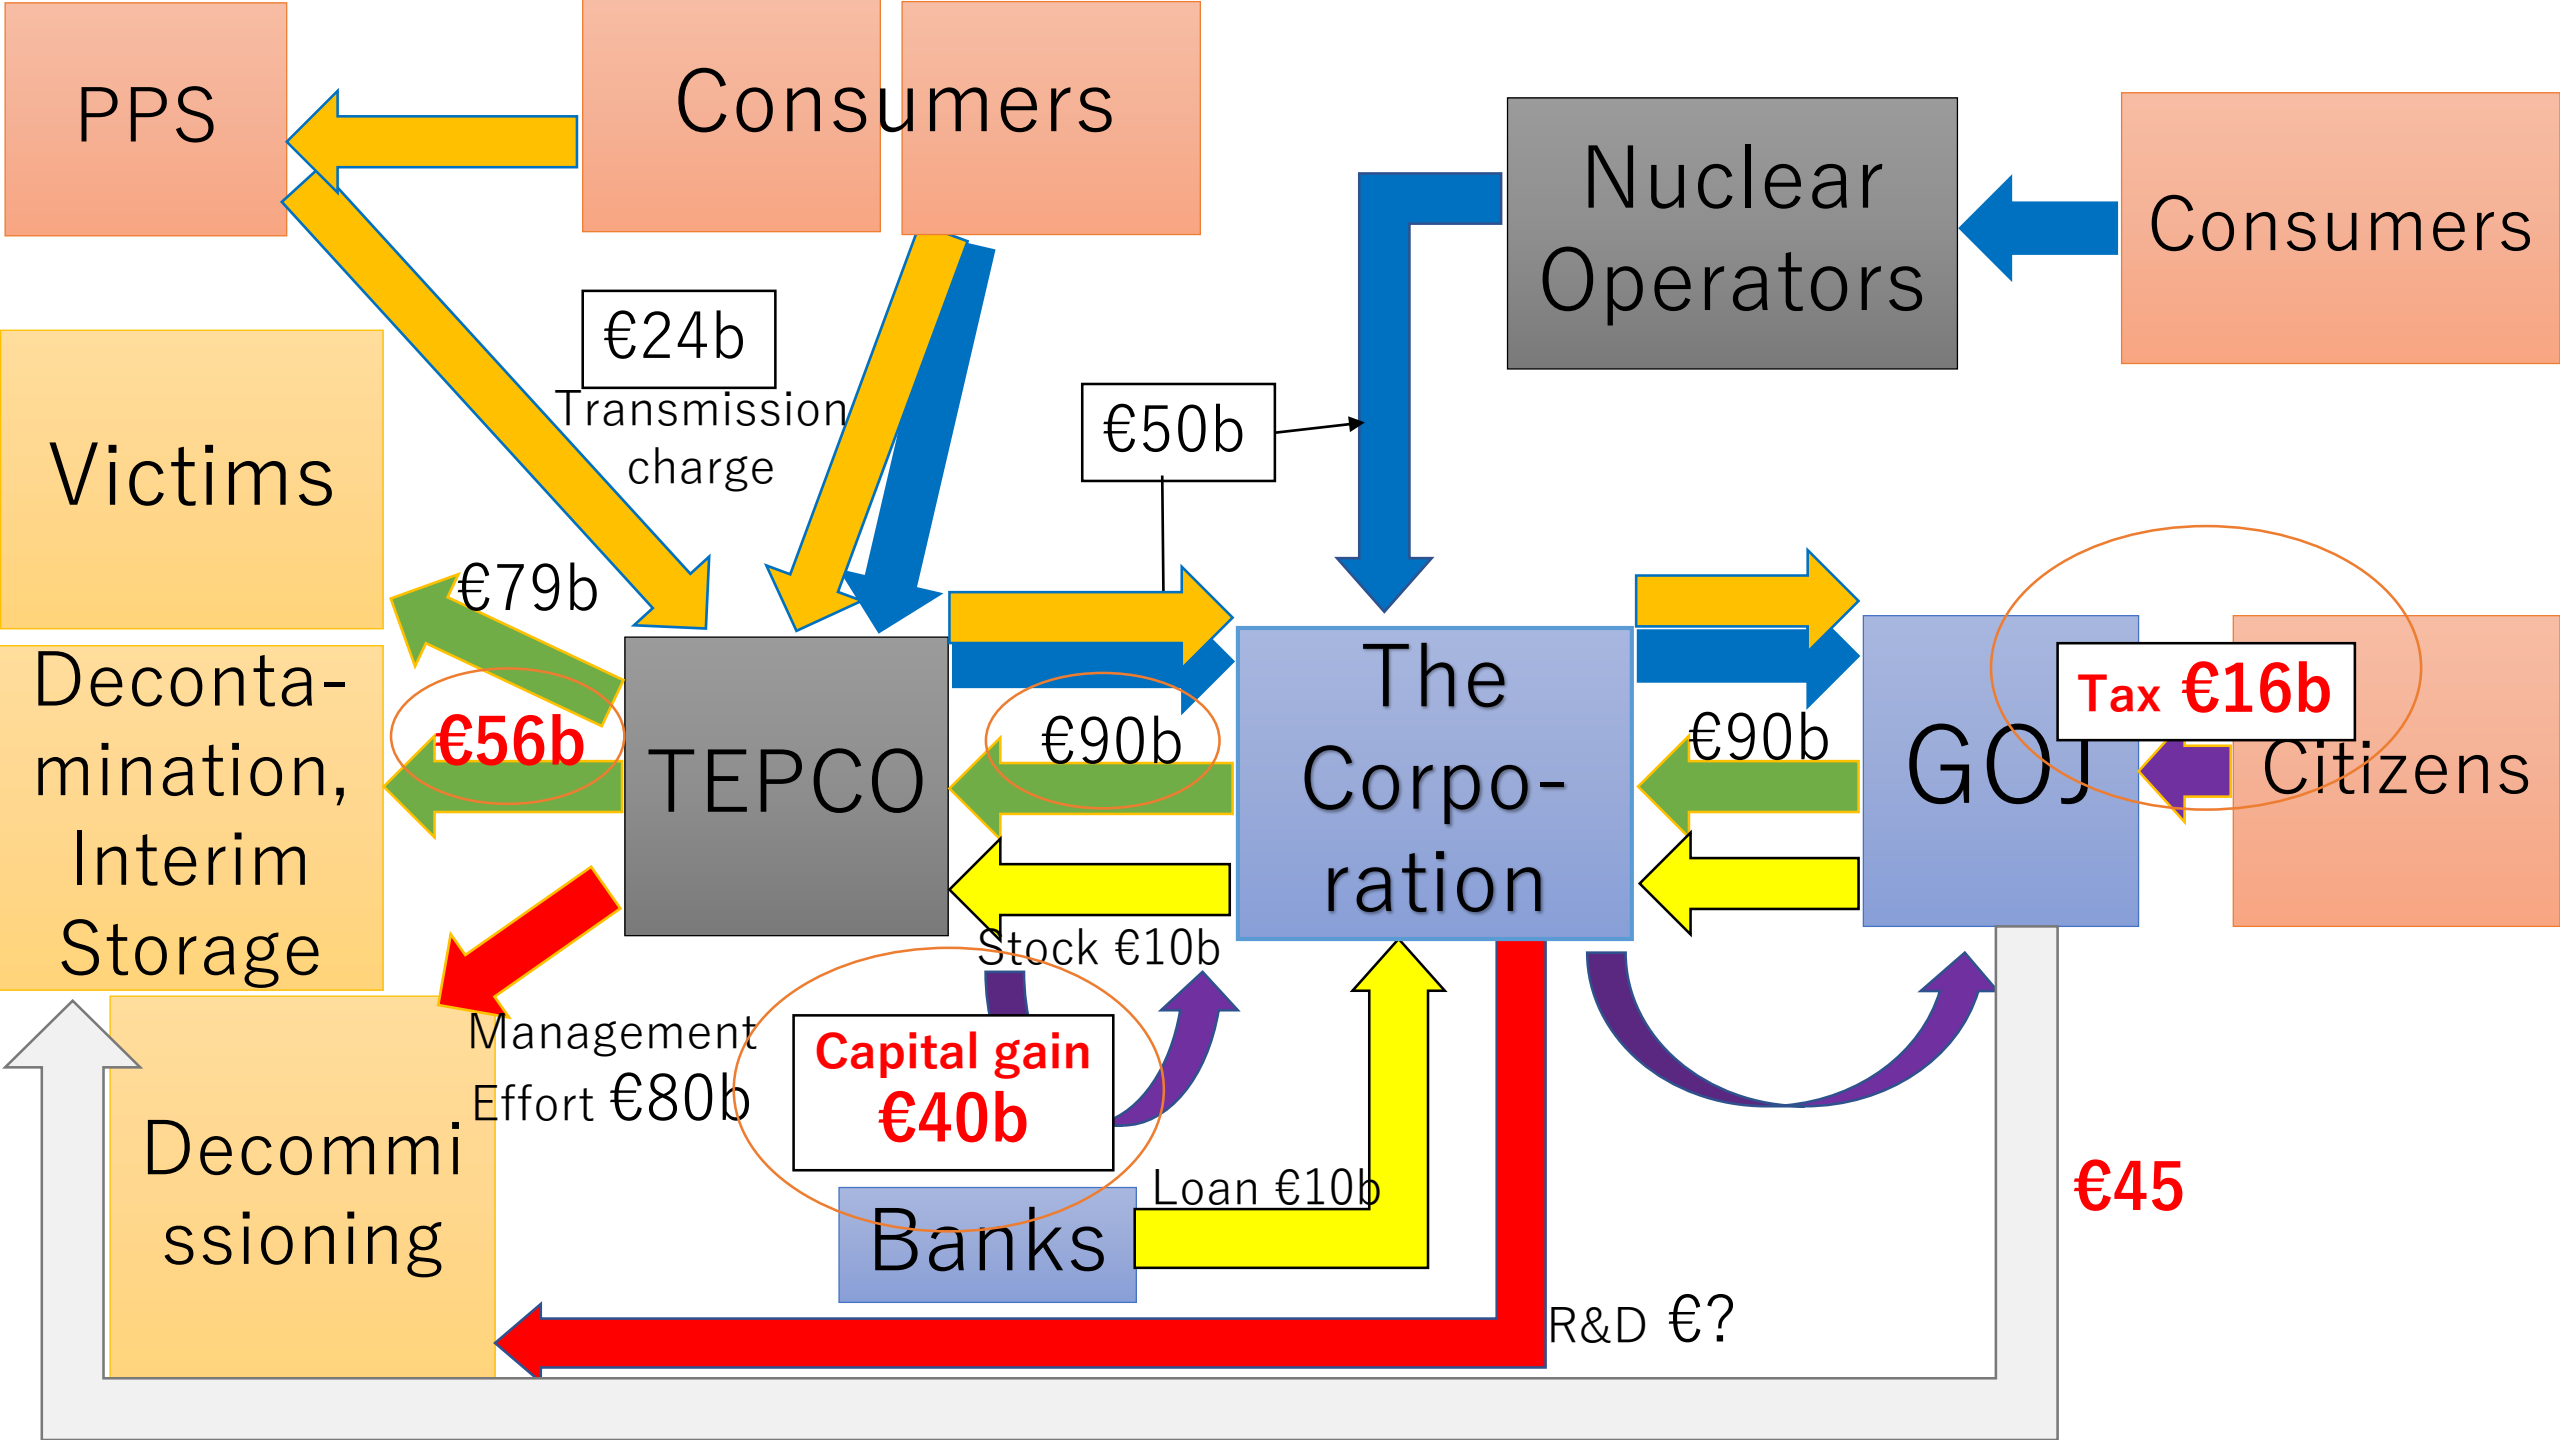 PPS
Consumers
Nuclear
Operators
Consumers
€24b
Transmission
charge
€50b
Victims
€79b
Deconta-
mination,
Interim
Storage
€56b
TEPCO
€90b
The
Corpo-
ration
€90b
GOJ
Tax €16b
Citizens
Stock €10b
Management
Effort €80b
Capital gain
€40b
Decommi
ssioning
Loan €10b
Banks
€45
R&D €?